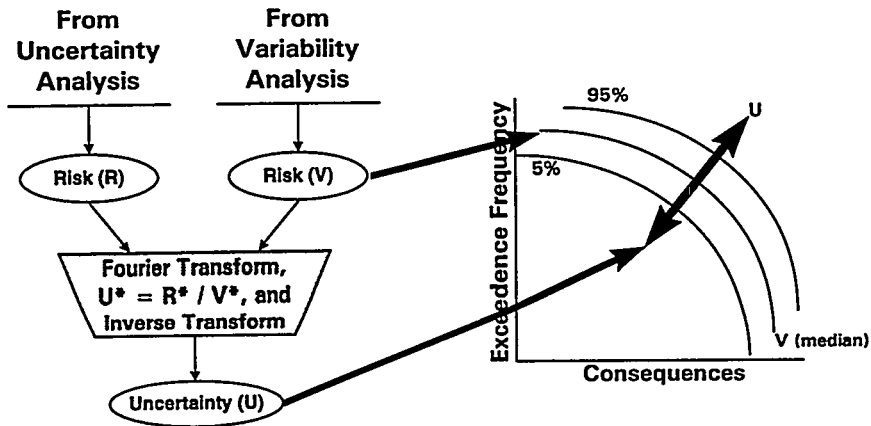 From
Uncertainty
Analysis
From
Variability
Analysis
Risk (R)
Risk (V)
Fourier Transform,
U* = R* / V*, and
Inverse Transform
Uncertainty (U)
Exceedence Frequency
95%
5%
U
V (median)
Consequences